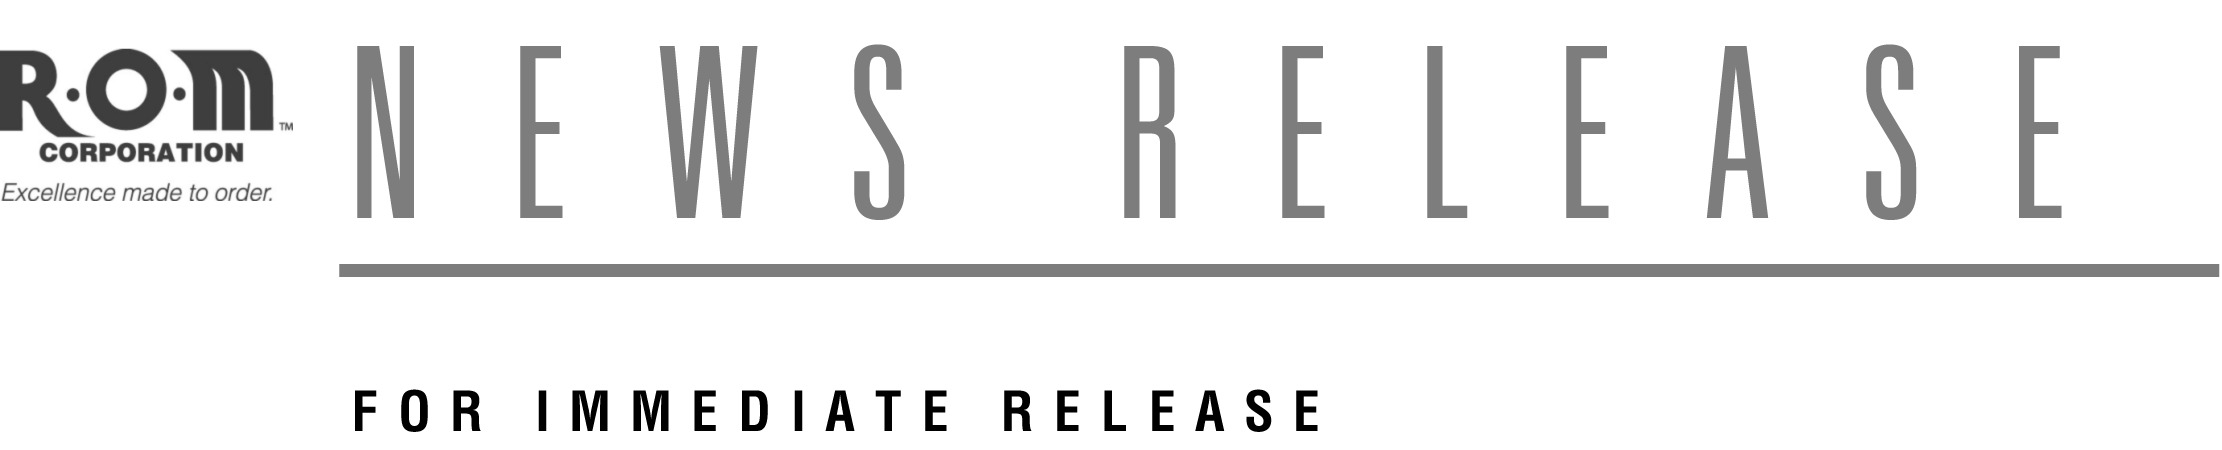 R·O·M™
CORPORATION
Excellence made to order.
NEWS RELEASE
FOR IMMEDIATE RELEASE